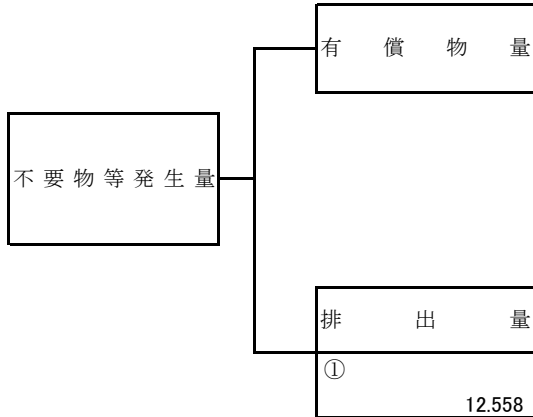 有償物量
不要物等発生量
排出量
①
12.558